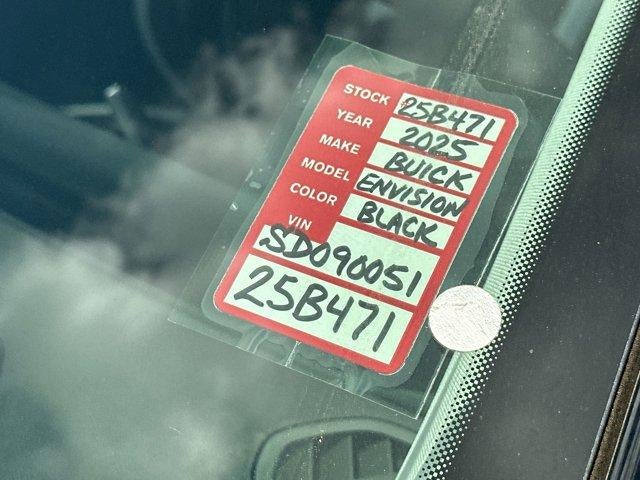 STOCK 25B471
YEAR 2025
MAKE BUICK
MODEL ENVISION
COLOR BLACK
VIN
SD090051
25B471